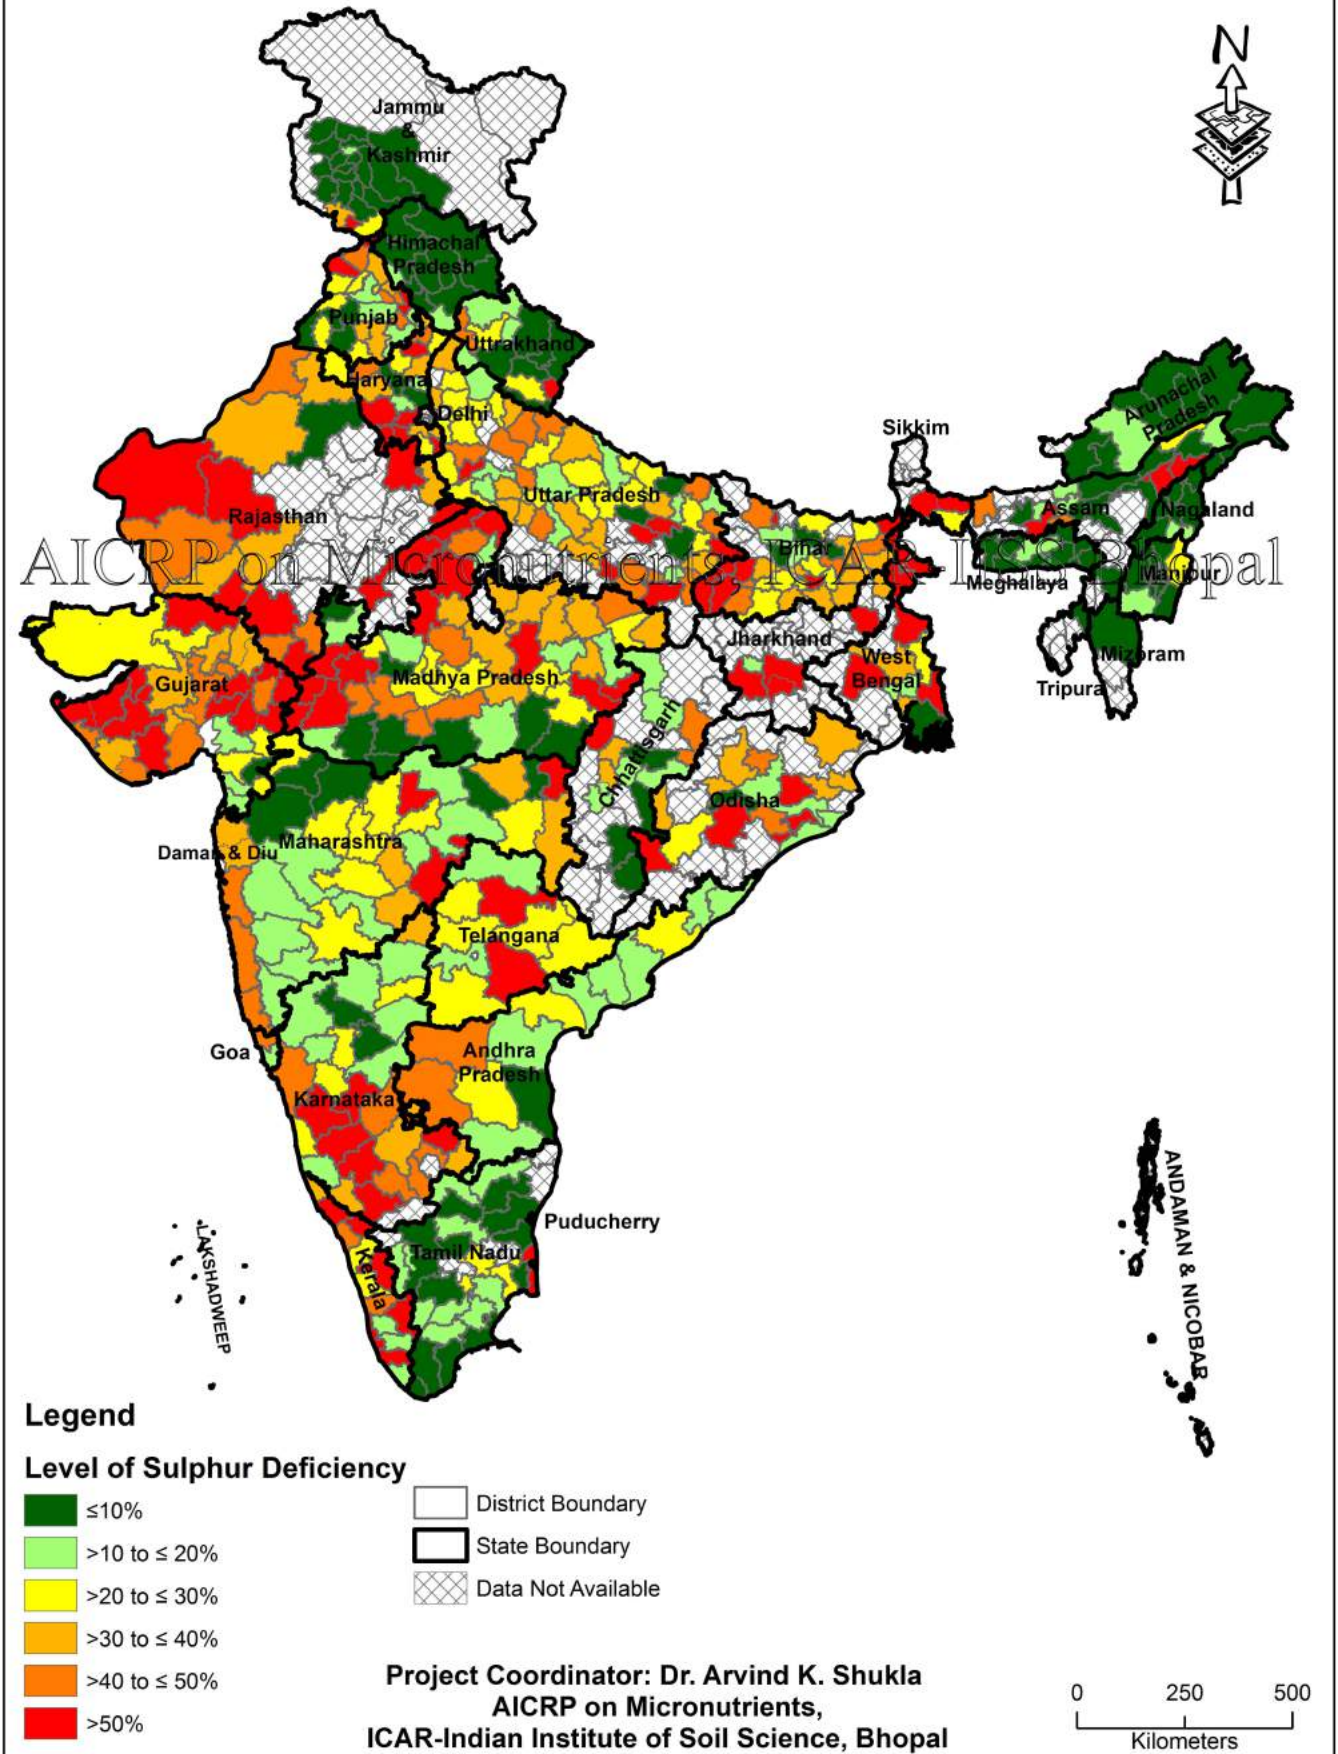 N
Jammu
&
Kashmir
Himachal
Pradesh
Punjab
Uttrakhand
Haryana
Delhi
Arunachal
Pradesh
Sikkim
Rajasthan
Uttar Pradesh
Assam
Nagaland
Bihar
AICRP on Micronutrients, ICAR-IISS Bhopal
Meghalaya
Manipur
Jharkhand
Mizoram
Tripura
West
Bengal
Gujarat
Madhya Pradesh
Chhattisgarh
Odisha
Daman & Diu
Maharashtra
Telangana
Goa
Andhra
Pradesh
Karnataka
Puducherry
Tamil Nadu
Kerala
LAKSHADWEEP
ANDAMAN & NICOBAR
Legend
Level of Sulphur Deficiency
≤10%
>10 to ≤ 20%
>20 to ≤ 30%
>30 to ≤ 40%
>40 to ≤ 50%
>50%
District Boundary
State Boundary
Data Not Available
Project Coordinator: Dr. Arvind K. Shukla
AICRP on Micronutrients,
ICAR-Indian Institute of Soil Science, Bhopal
0 250 500
Kilometers